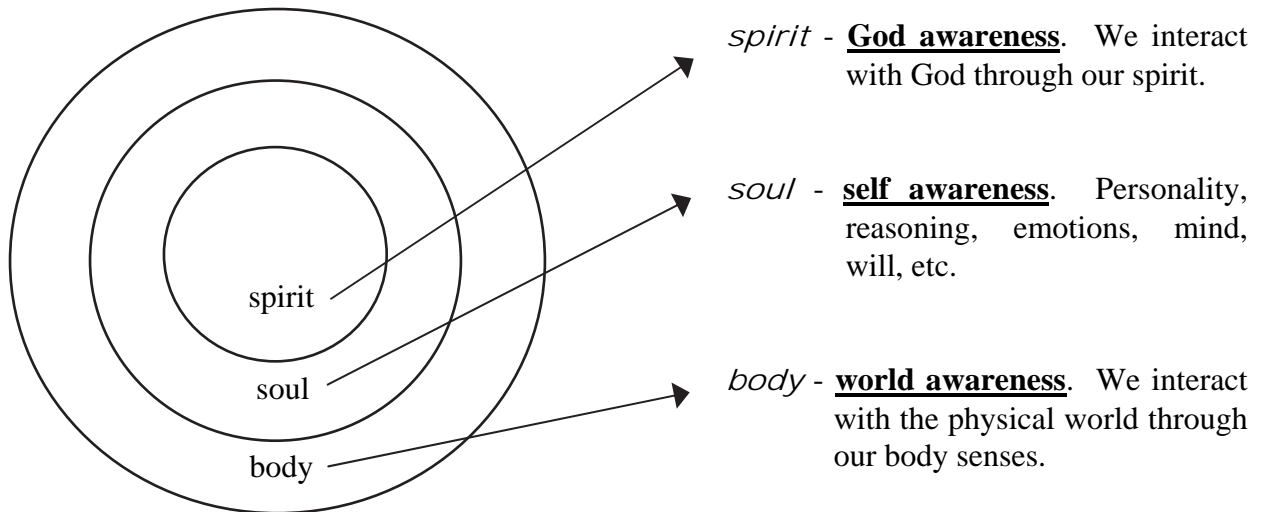 spirit - God awareness. We interact
with God through our spirit.
soul - self awareness. Personality,
reasoning, emotions, mind,
will, etc.
body - world awareness. We interact
with the physical world through
our body senses.
spirit
soul
body